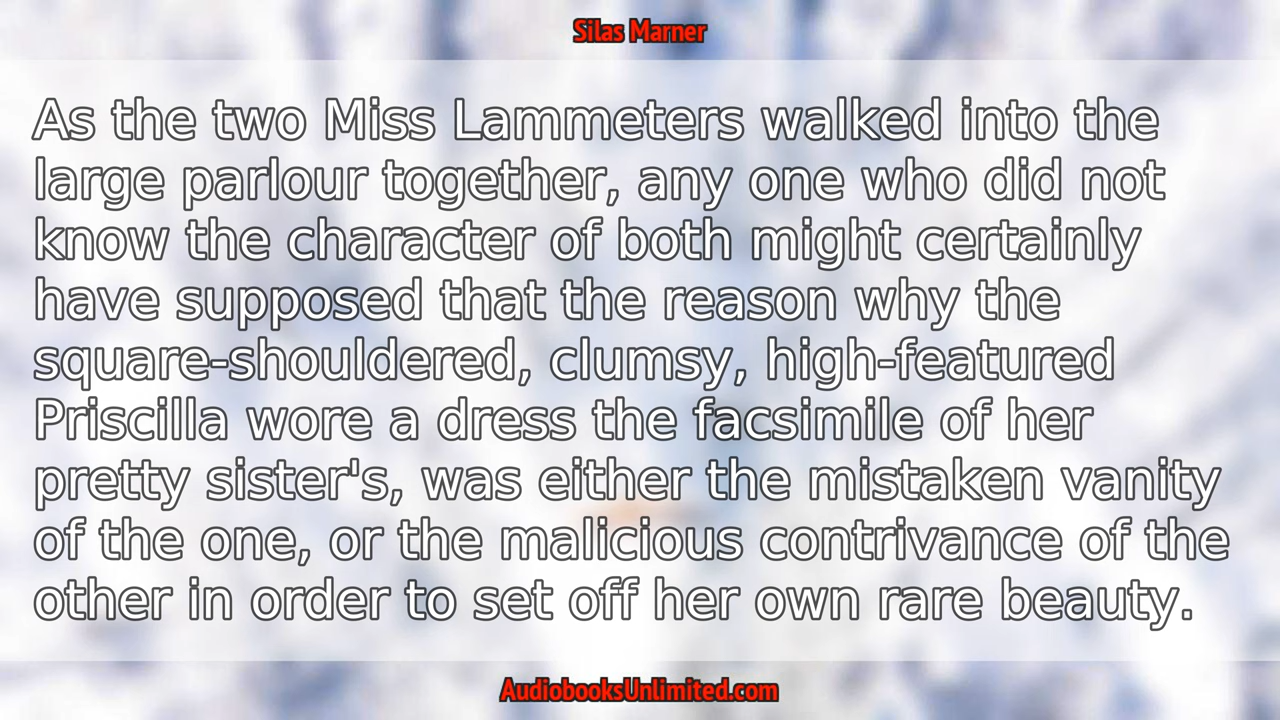 Silas Marner
As the two Miss Lammeters walked into the
large parlour together, any one who did not
know the character of both might certainly
have supposed that the reason why the
square-shouldered, clumsy, high-featured
Priscilla wore a dress the facsimile of her
pretty sister's, was either the mistaken vanity
of the one, or the malicious contrivance of the
other in order to set off her own rare beauty.
AudiobooksUnlimited.com